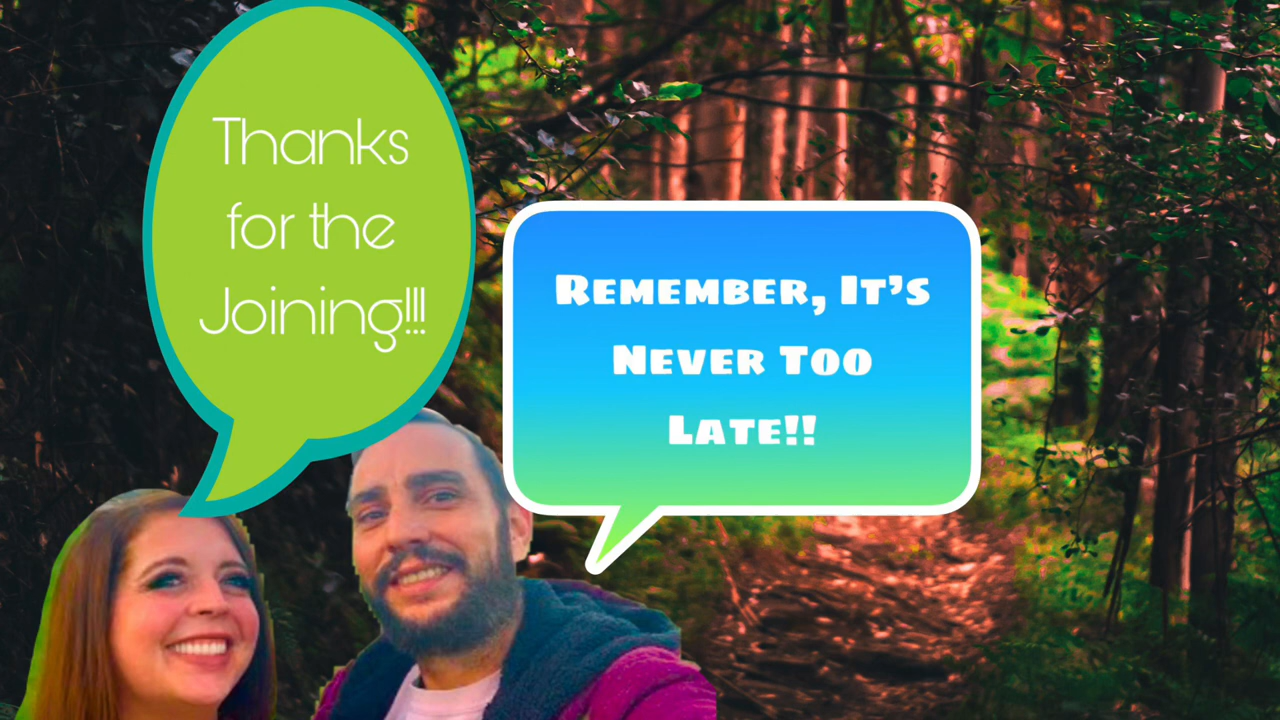 Thanks
for the
Joining!!!
Remember, It's
Never Too
Late!!